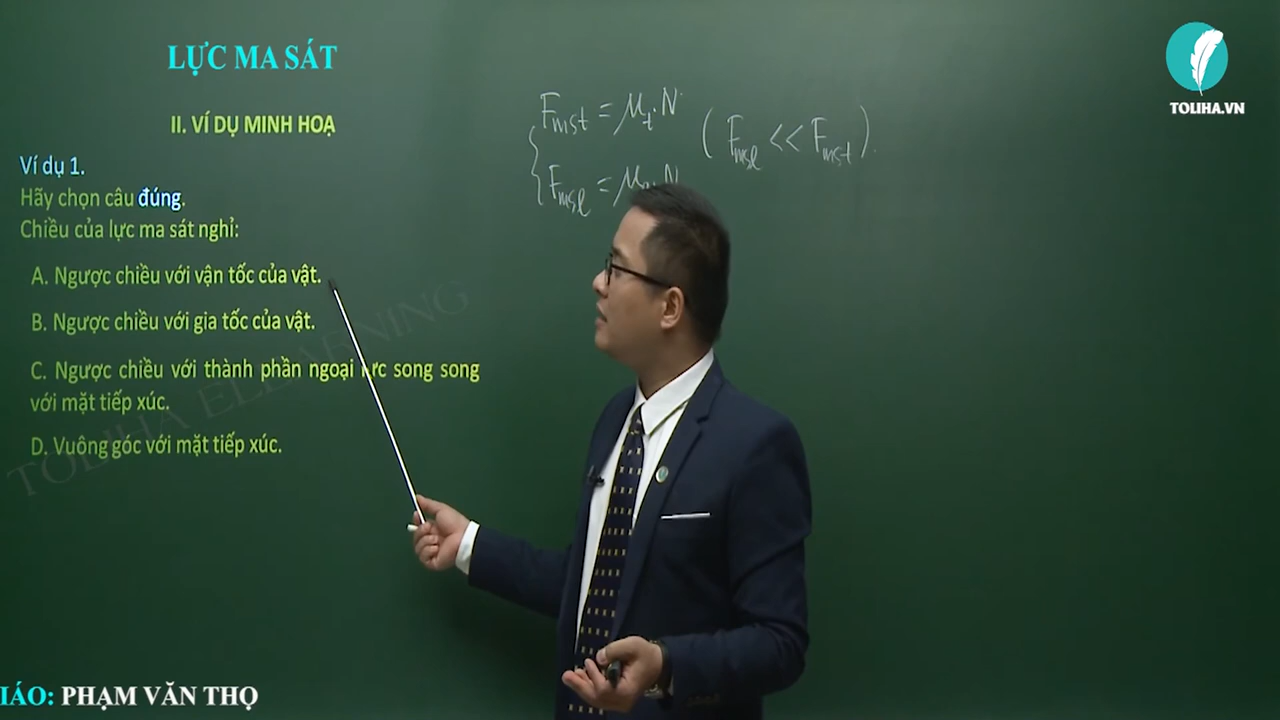 LỰC MA SÁT
TOLIHA.VN
II. VÍ DỤ MINH HOẠ
Ví dụ 1.
Hãy chọn câu đúng.
Chiều của lực ma sát nghỉ:
A. Ngược chiều với vận tốc của vật.
B. Ngược chiều với gia tốc của vật.
C. Ngược chiều với thành phần ngoại lực song song
với mặt tiếp xúc.
D. Vuông góc với mặt tiếp xúc.
Fmst = μt.N
(Fmsl << Fmst).
Fmsl =
TOLIHA ELEARNING
IÁO: PHẠM VĂN THỌ